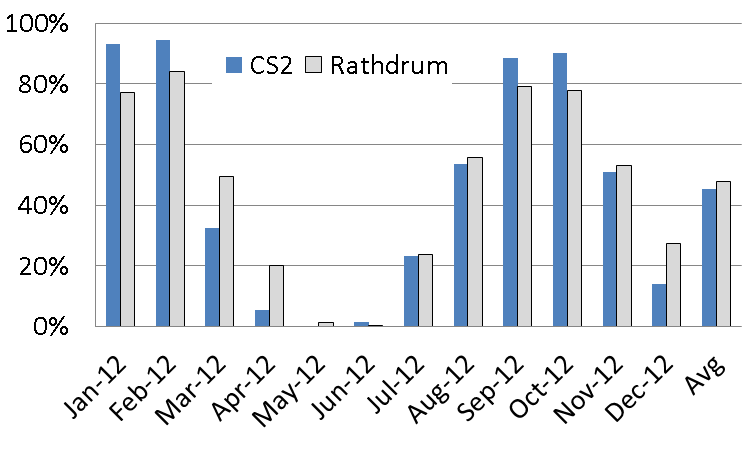 100%
80%
60%
40%
20%
0%
CS2 Rathdrum
Jan-12
Feb-12
Mar-12
Apr-12
May-12
Jun-12
Jul-12
Aug-12
Sep-12
Oct-12
Nov-12
Dec-12
Avg